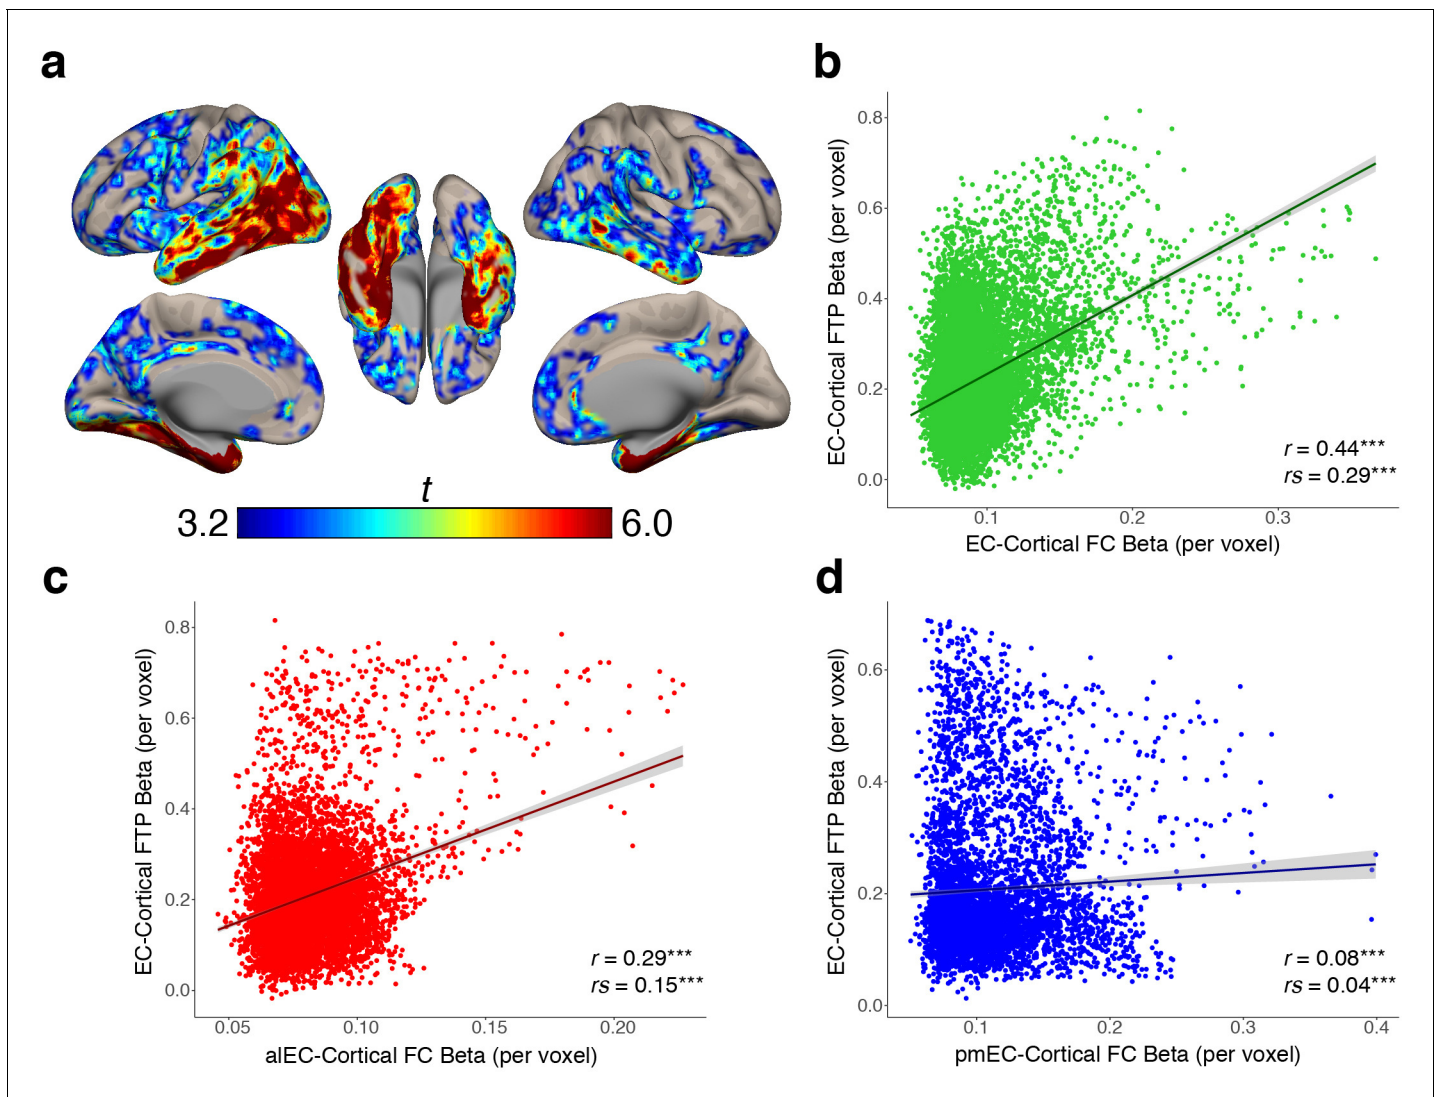 a
t
3.2
6.0
b
EC-Cortical FTP Beta (per voxel)
0.8
0.6
0.4
0.2
0.0
r = 0.44***
rs = 0.29***
0.1
0.2
0.3
EC-Cortical FC Beta (per voxel)
c
EC-Cortical FTP Beta (per voxel)
0.8
0.6
0.4
0.2
0.0
r = 0.29***
rs = 0.15***
0.05
0.10
0.15
0.20
alEC-Cortical FC Beta (per voxel)
d
EC-Cortical FTP Beta (per voxel)
0.6
0.4
0.2
0.0
r = 0.08***
rs = 0.04***
0.1
0.2
0.3
0.4
pmEC-Cortical FC Beta (per voxel)